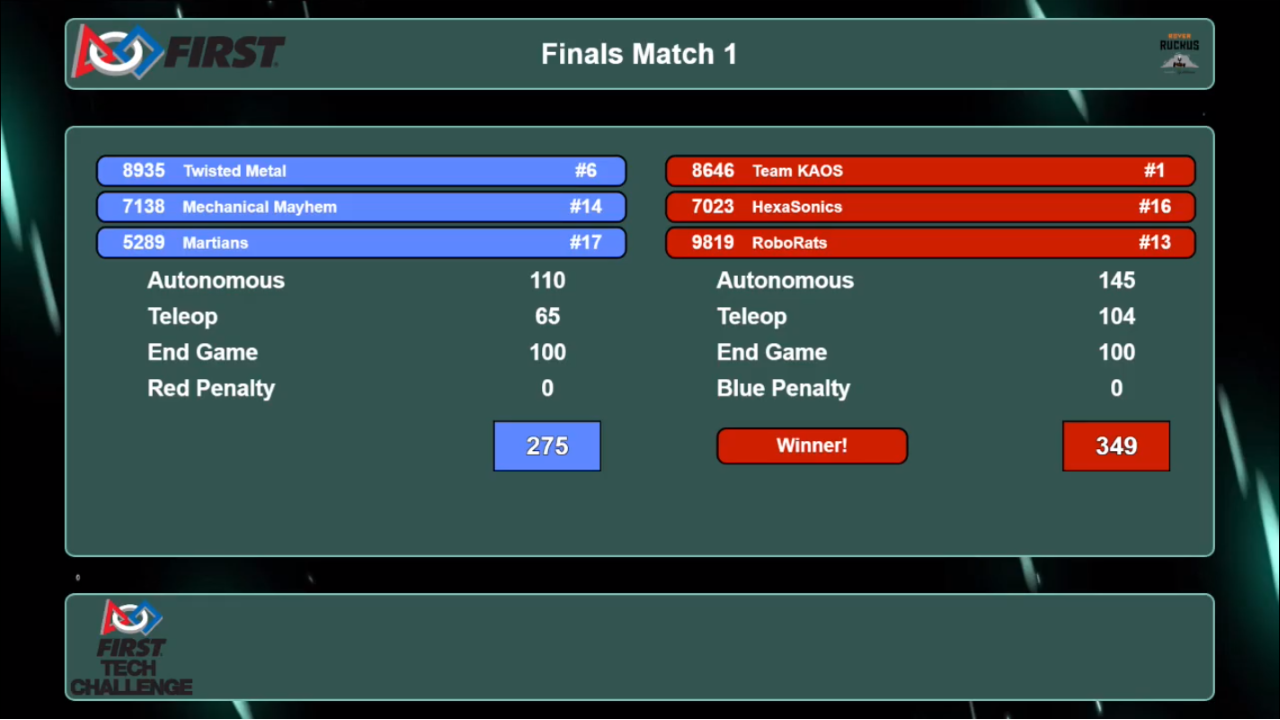 FIRST
Finals Match 1
ROVER
RUCKUS
8935 Twisted Metal #6
7138 Mechanical Mayhem #14
5289 Martians #17
Autonomous 110
Teleop 65
End Game 100
Red Penalty 0
275
8646 Team KAOS #1
7023 HexaSonics #16
9819 RoboRats #13
Autonomous 145
Teleop 104
End Game 100
Blue Penalty 0
Winner! 349
FIRST
TECH
CHALLENGE